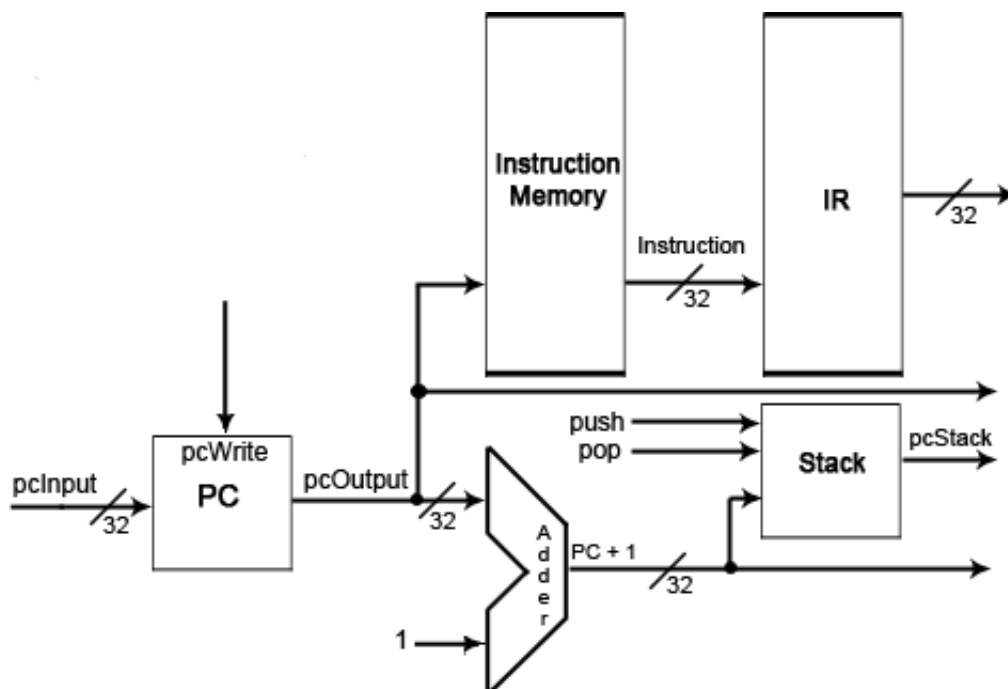 Instruction
Memory
IR
32
Instruction
32
push
pop
pcStack
Stack
pcWrite
PC
pcInput
32
pcOutput
32
Adder
PC + 1
32
1